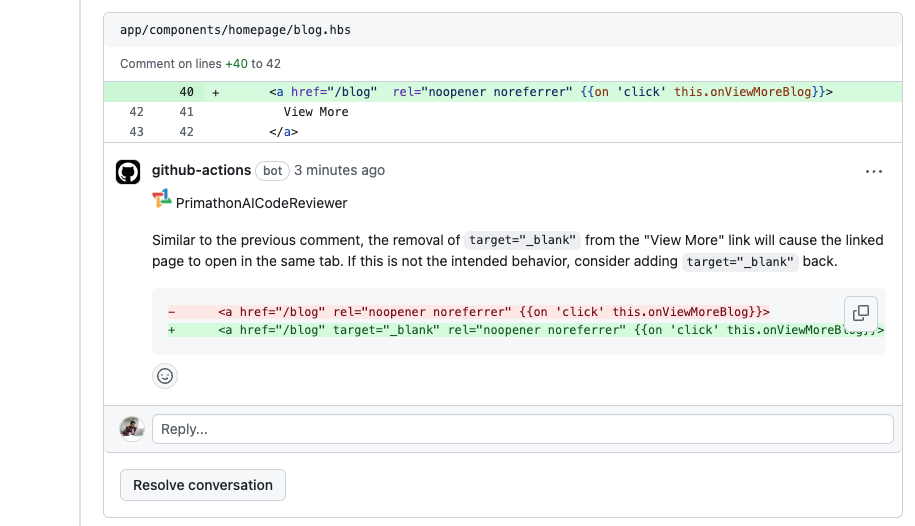 app/components/homepage/blog.hbs
Comment on lines +40 to 42
40 + <a href="/blog"  rel="noopener noreferrer" {{on 'click' this.onViewMoreBlog}}>
42 41 View More
43 42 </a>
github-actions bot 3 minutes ago
PrimathonAICodeReviewer
Similar to the previous comment, the removal of target="_blank" from the "View More" link will cause the linked
page to open in the same tab. If this is not the intended behavior, consider adding target="_blank" back.
- <a href="/blog" rel="noopener noreferrer" {{on 'click' this.onViewMoreBlog}}>
+ <a href="/blog" target="_blank" rel="noopener noreferrer" {{on 'click' this.onViewMoreBlog}}>
Reply...
Resolve conversation